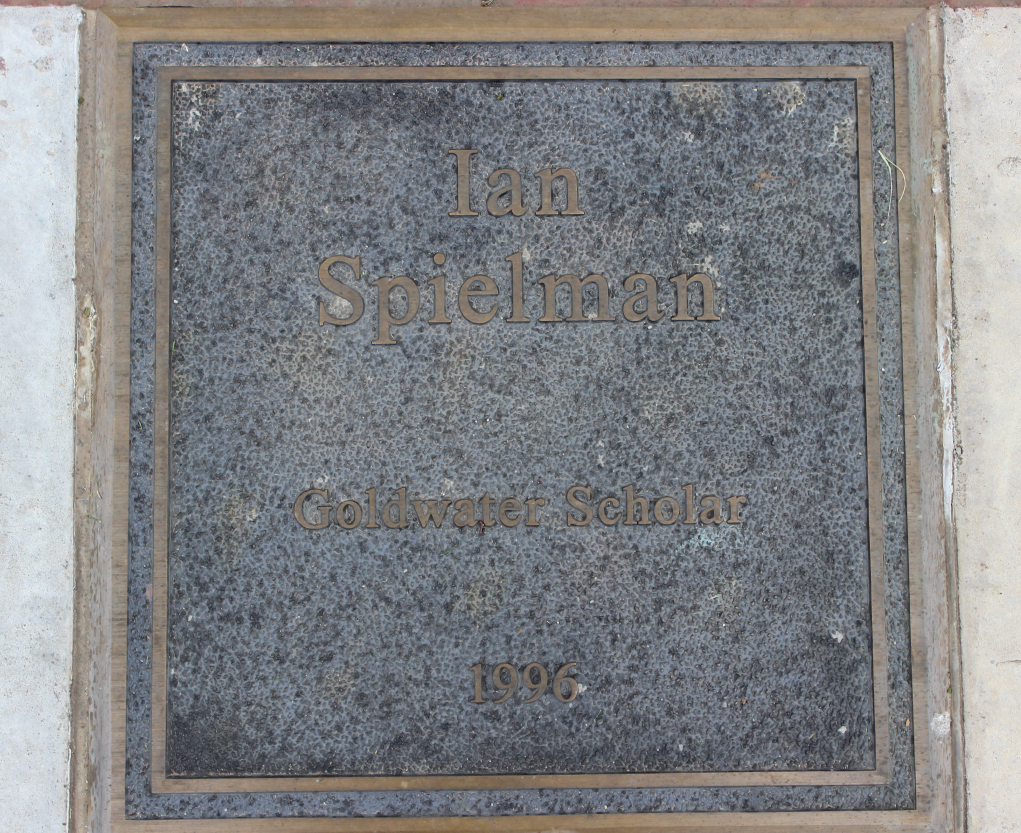 Ian
Spielman
Goldwater Scholar
1996